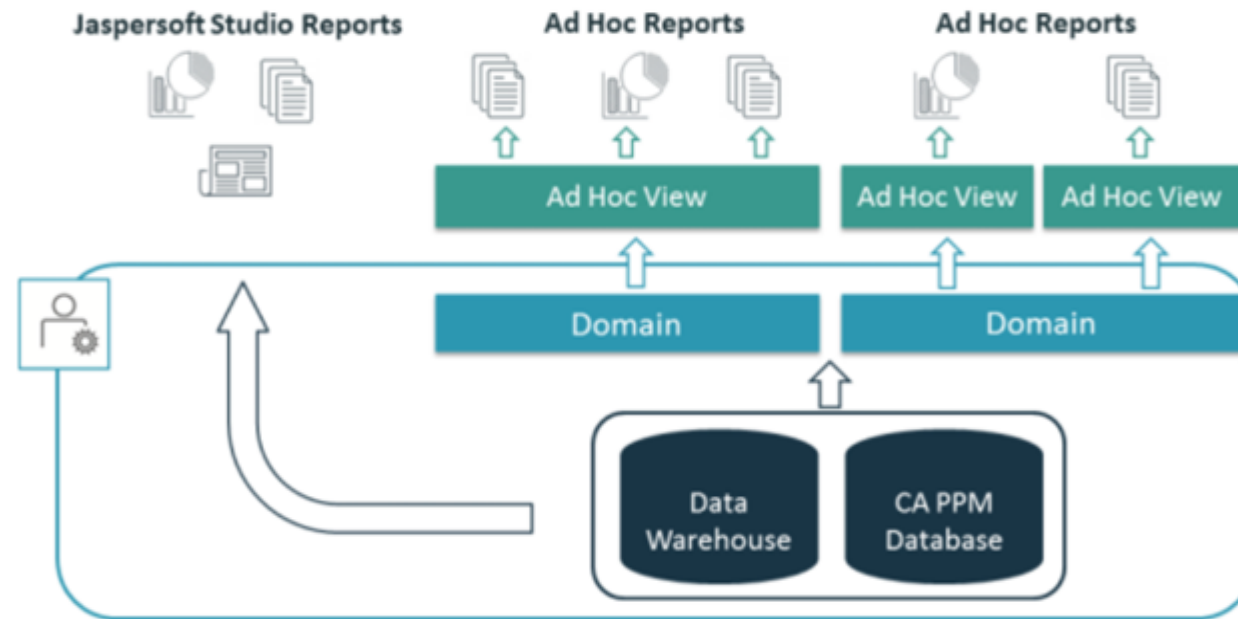 Jaspersoft Studio Reports
Ad Hoc Reports
Ad Hoc Reports
Ad Hoc View
Ad Hoc View
Ad Hoc View
Domain
Domain
Data
Warehouse
CA PPM
Database